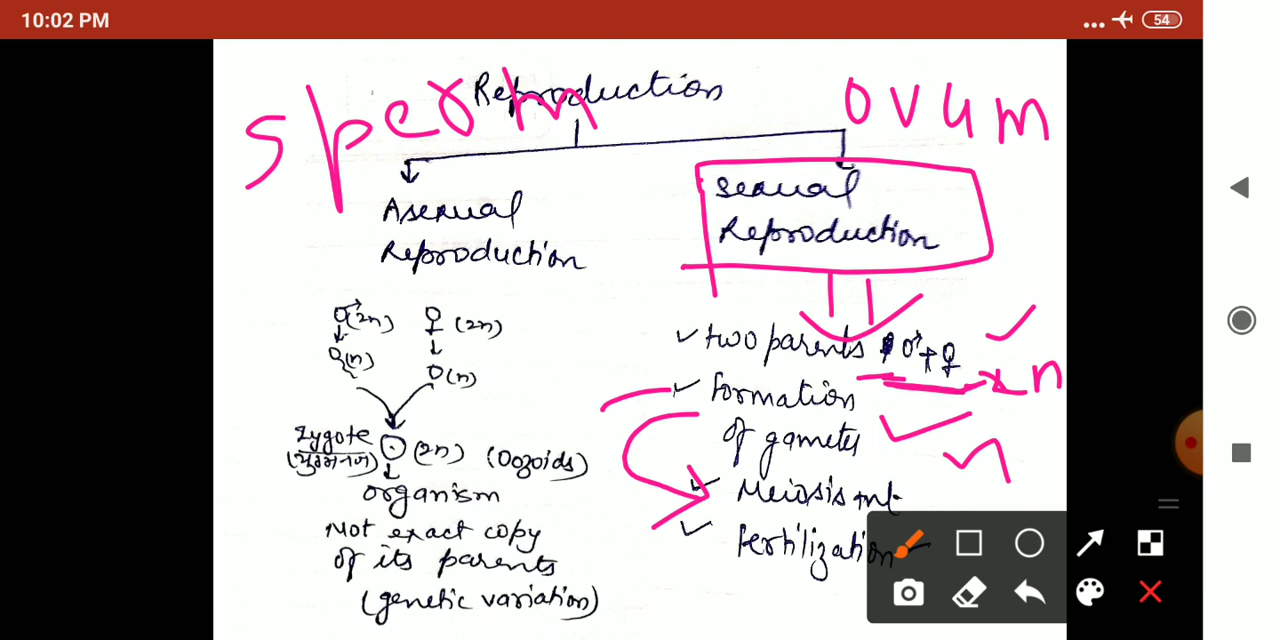 10:02 PM
54
Reproduction
sperm
ovum
Asexual
Reproduction
sexual
Reproduction
♂(2n) ♀(2n)
(n) O(n)
Zygote (2n) (Oozoids)
organism
Not exact copy
of its parents
(genetic variation)
two parents ♂+♀
2n
Formation
of gametes
n
Meiosis
Fertilization